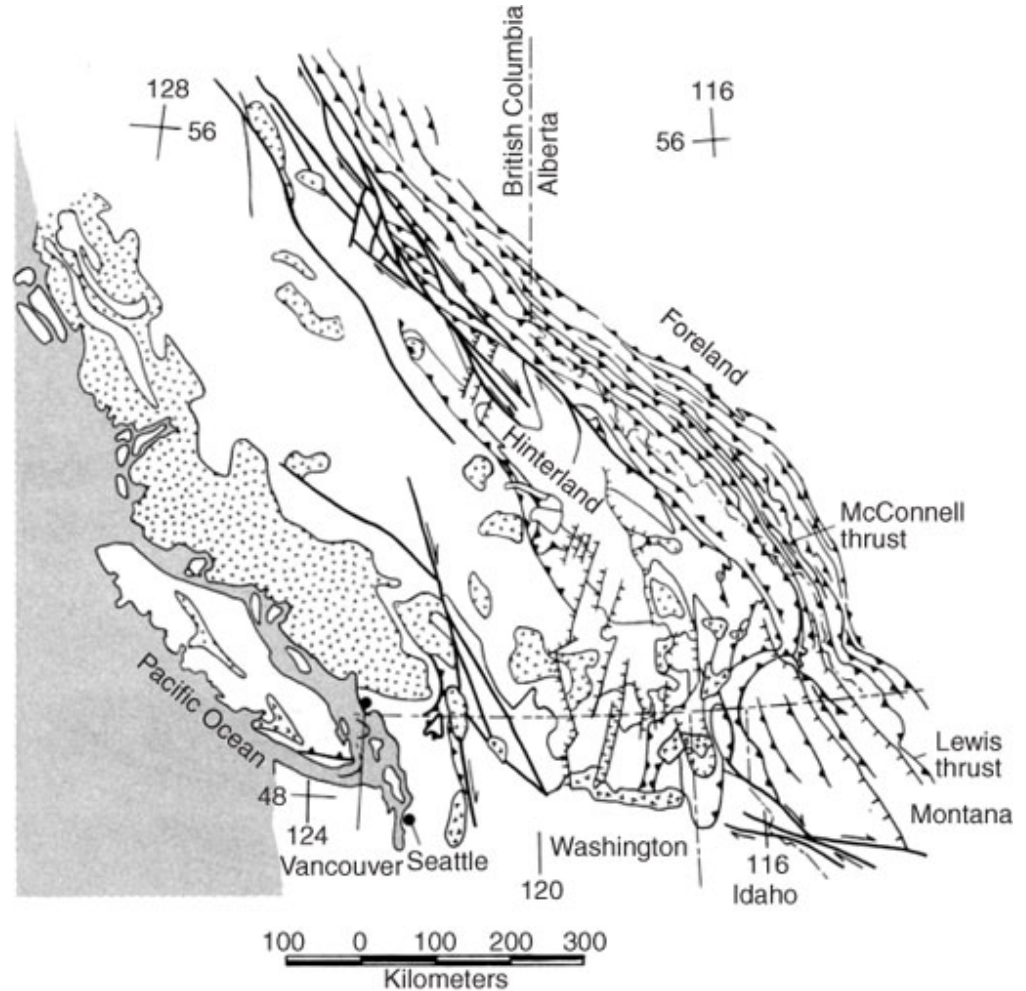 128
56
British Columbia
Alberta
116
56
Foreland
Hinterland
McConnell
thrust
Pacific Ocean
Lewis
thrust
Montana
48
124
Vancouver
Seattle
Washington
120
116
Idaho
100 0 100 200 300
Kilometers